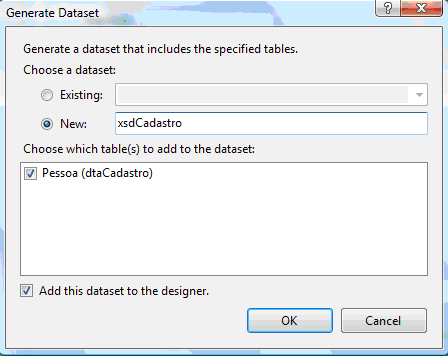 Generate Dataset
Generate a dataset that includes the specified tables.
Choose a dataset:
Existing:
New: xsdCadastro
Choose which table(s) to add to the dataset:
Pessoa (dtaCadastro)
Add this dataset to the designer.
OK Cancel